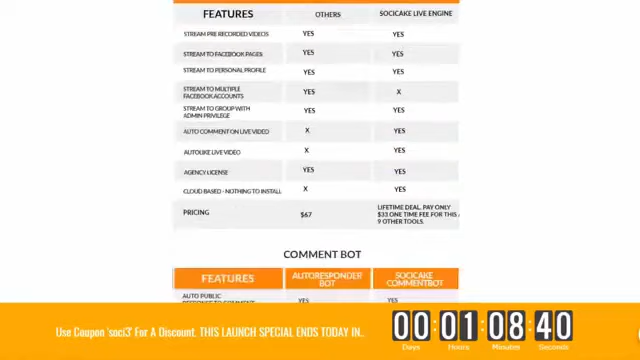 FEATURES OTHERS SOCICAKE LIVE ENGINE
STREAM PRE RECORDED VIDEOS YES YES
STREAM TO FACEBOOK PAGES YES YES
STREAM TO PERSONAL PROFILE YES YES
STREAM TO MULTIPLE
FACEBOOK ACCOUNTS YES X
STREAM TO GROUP WITH
ADMIN PRIVILEGE YES YES
AUTO COMMENT ON LIVE VIDEO X YES
AUTOLIKE LIVE VIDEO X YES
AGENCY LICENSE YES YES
CLOUD BASED - NOTHING TO INSTALL X YES
PRICING $67 LIFETIME DEAL. PAY ONLY
$33 ONE TIME FEE FOR THIS
9 OTHER TOOLS.
COMMENT BOT
FEATURES AUTORESPONDER
BOT SOCICAKE
COMMENTBOT
AUTO PUBLIC
RESPONSE TO COMMENT YES YES
Use Coupon 'soci3' For A Discount. THIS LAUNCH SPECIAL ENDS TODAY IN..
00:01:08:40
Days Hours Minutes Seconds